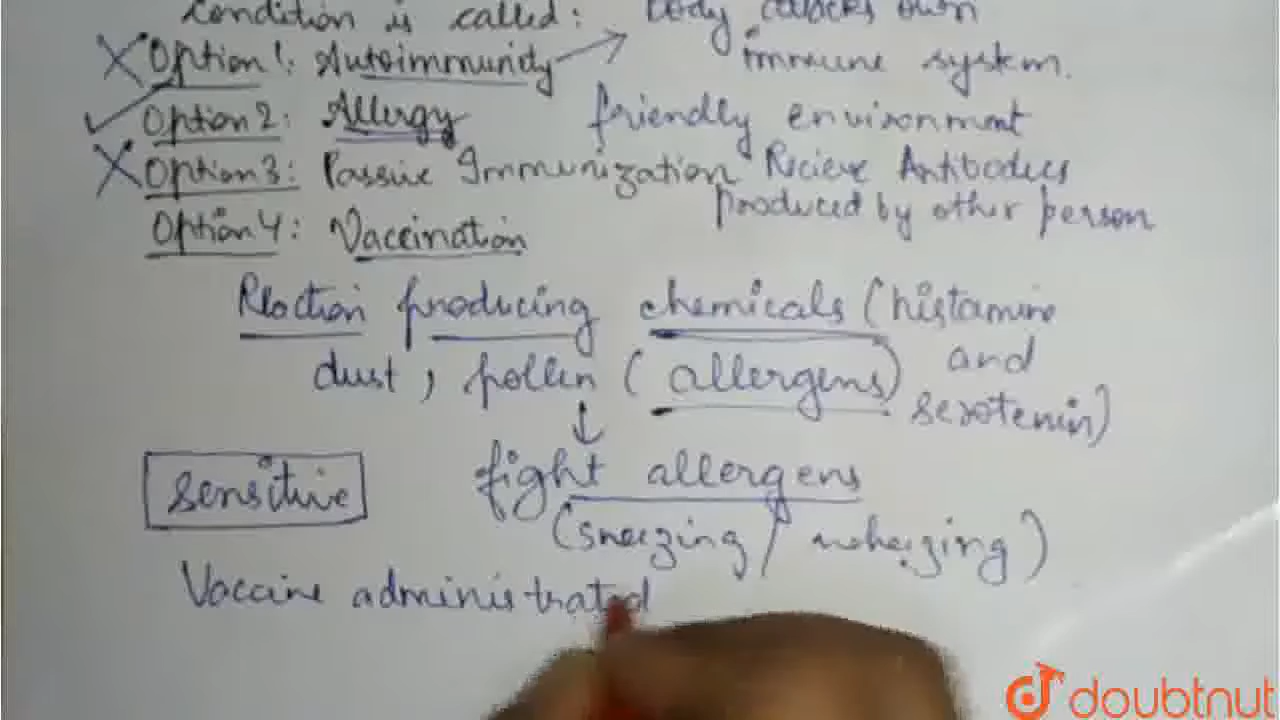 Condition is called: body attacks own
Option 1: Autoimmunity → immune system.
Option 2: Allergy friendly environment
Option 3: Passive Immunization Recieve Antibodies
produced by other person
Option 4: Vaccination
Reaction producing chemicals (histamine
dust, pollen (allergens) and
serotenin)
sensitive fight allergens
(sneezing /
Vaccine administrated
doubtnut